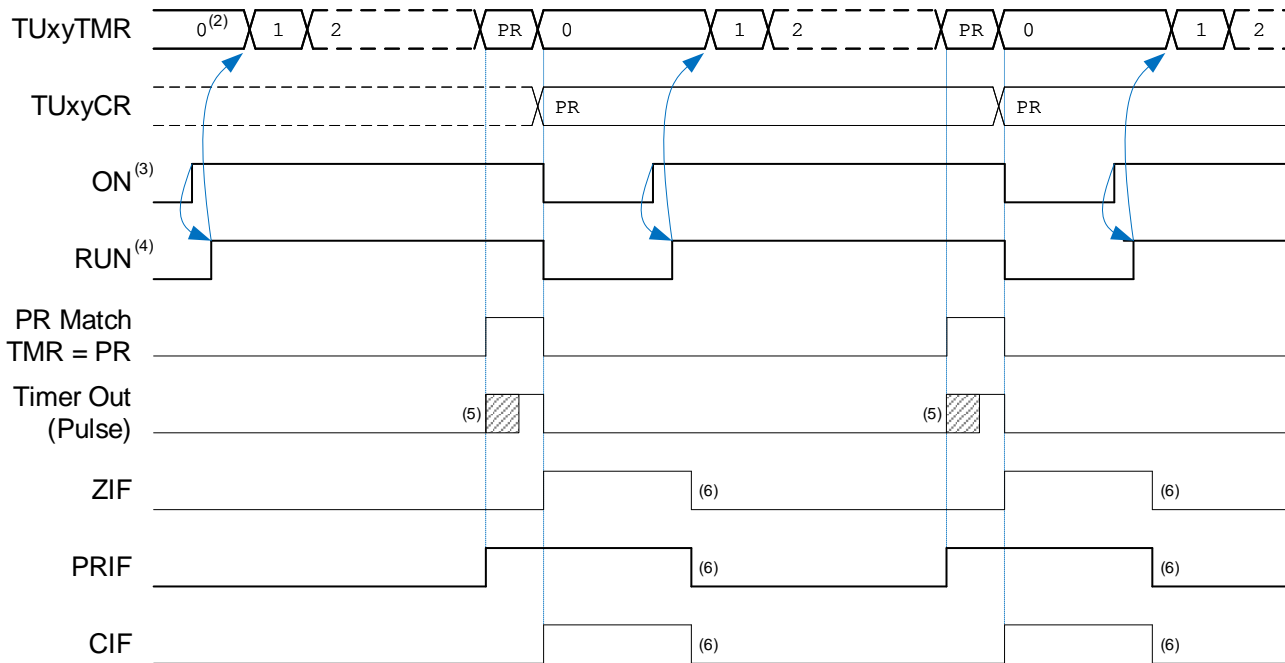 TUxyTMR 0(2) 1 2 PR 0 1 2 PR 0 1 2
TUxyCR PR PR
ON(3)
RUN(4)
PR Match
TMR = PR
Timer Out
(Pulse) (5) (5)
ZIF (6) (6)
PRIF (6) (6)
CIF (6) (6)